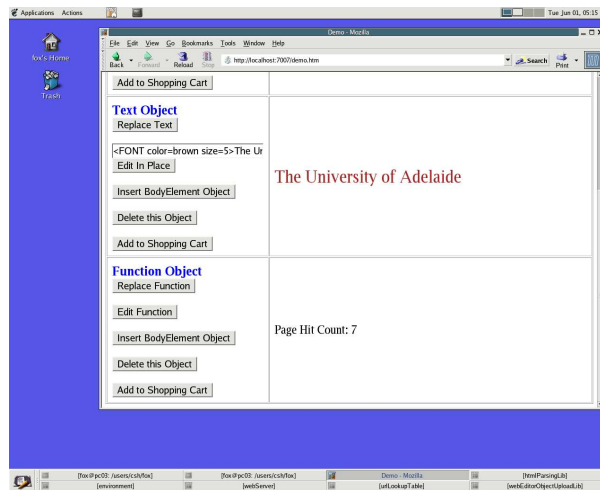 Applications Actions Tue Jun 01, 05:15
fox's Home
Trash
Demo - Mozilla
File Edit View Go Bookmarks Tools Window Help
Back Forward Reload Stop http://localhost:7007/demo.htm Search Print
Add to Shopping Cart
Text Object
Replace Text
<FONT color=brown size=5>The Ur
Edit In Place
Insert BodyElement Object
The University of Adelaide
Delete this Object
Add to Shopping Cart
Function Object
Replace Function
Edit Function
Insert BodyElement Object
Page Hit Count: 7
Delete this Object
Add to Shopping Cart
[fox@pc03: /users/csh/fox] [fox@pc03: /users/csh/fox] Demo - Mozilla [htmlParsingLib]
[environment] [webServer] [urlLookupTable] [webEditorObjectUploadLib]